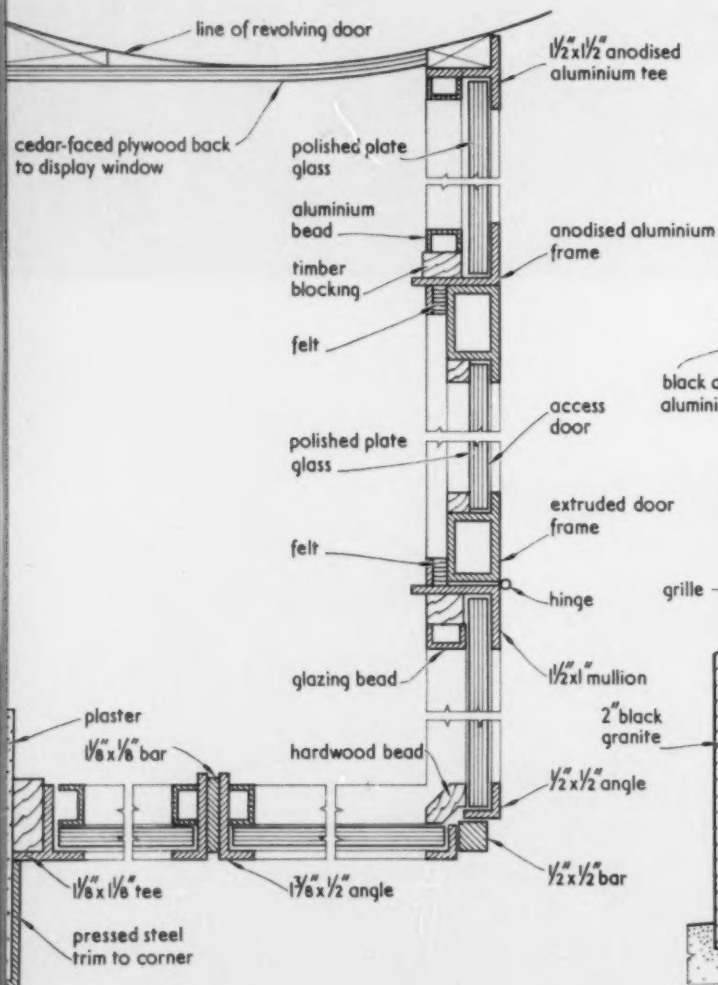 line of revolving door
1½"x1½" anodised
aluminium tee
cedar-faced plywood back
to display window
polished plate
glass
aluminium
bead
anodised aluminium
frame
timber
blocking
felt
black
alumini
access
door
polished plate
glass
extruded door
frame
felt
hinge
grille
glazing bead
1½"x1" mullion
plaster
2" black
granite
1⅛"x⅛" bar
hardwood bead
½"x½" angle
1⅛"x1⅛" tee
1⅜"x½" angle
½"x½" bar
pressed steel
trim to corner